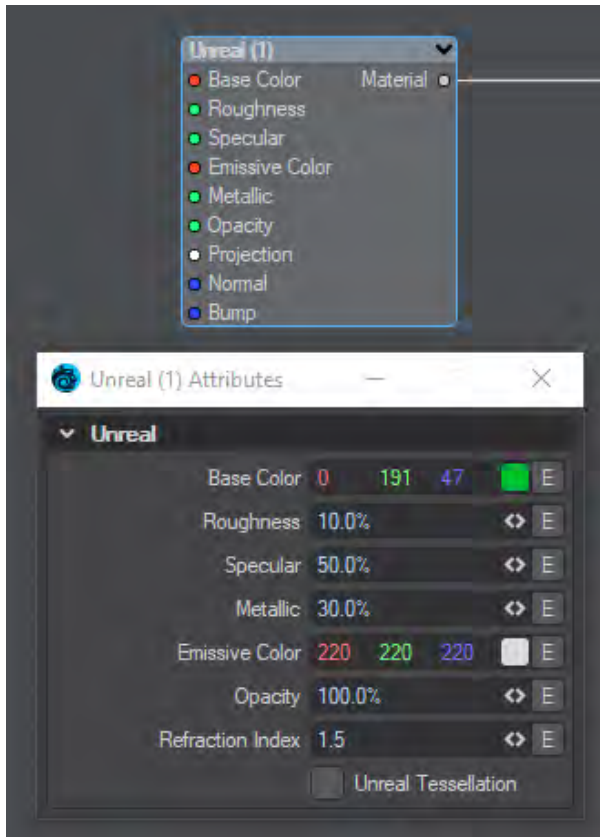 Unreal (1)
Base Color Material
Roughness
Specular
Emissive Color
Metallic
Opacity
Projection
Normal
Bump
Unreal (1) Attributes
Unreal
Base Color 0 191 47 E
Roughness 10.0% E
Specular 50.0% E
Metallic 30.0% E
Emissive Color 220 220 220 E
Opacity 100.0% E
Refraction Index 1.5 E
Unreal Tessellation